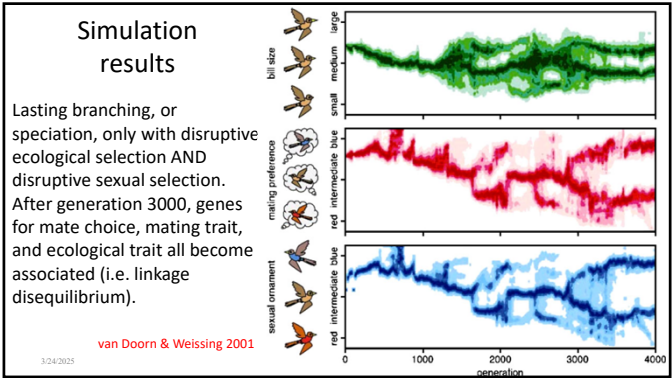 Simulation
results
Lasting branching, or
speciation, only with disruptive
ecological selection AND
disruptive sexual selection.
After generation 3000, genes
for mate choice, mating trait,
and ecological trait all become
associated (i.e. linkage
disequilibrium).
van Doorn & Weissing 2001
3/24/2025
bill size
large
medium
small
mating preference
blue
intermediate
red
sexual ornament
blue
intermediate
red
0
1000
2000
3000
4000
generation